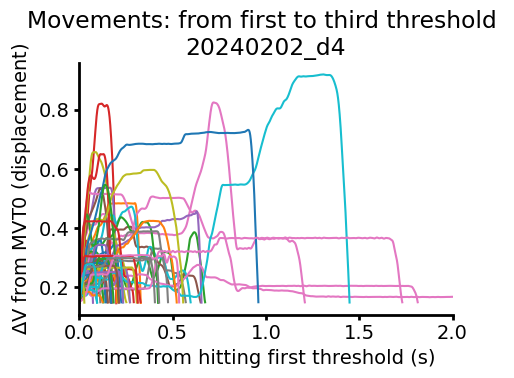 Movements: from first to third threshold
20240202_d4
ΔV from MVT0 (displacement)
0.8
0.6
0.4
0.2
0.0
0.5
1.0
1.5
2.0
time from hitting first threshold (s)